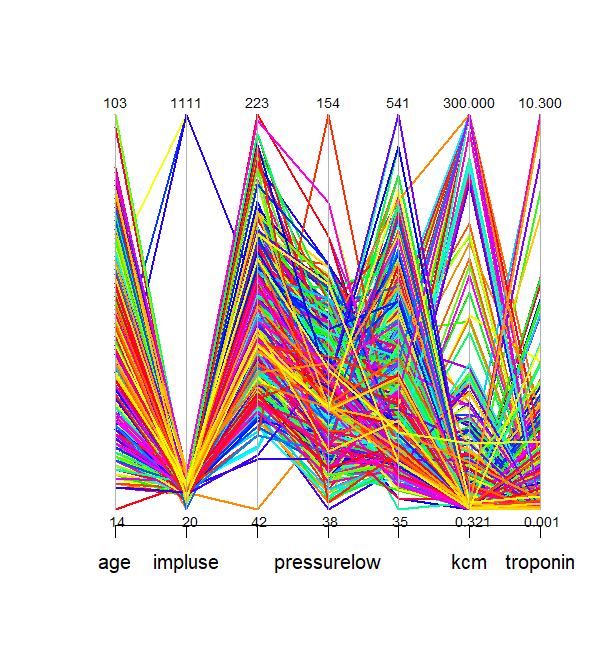 103 1111 223 154 541 300.000 10.300
14 20 42 38 35 0.321 0.001
age impluse pressurelow kcm troponin